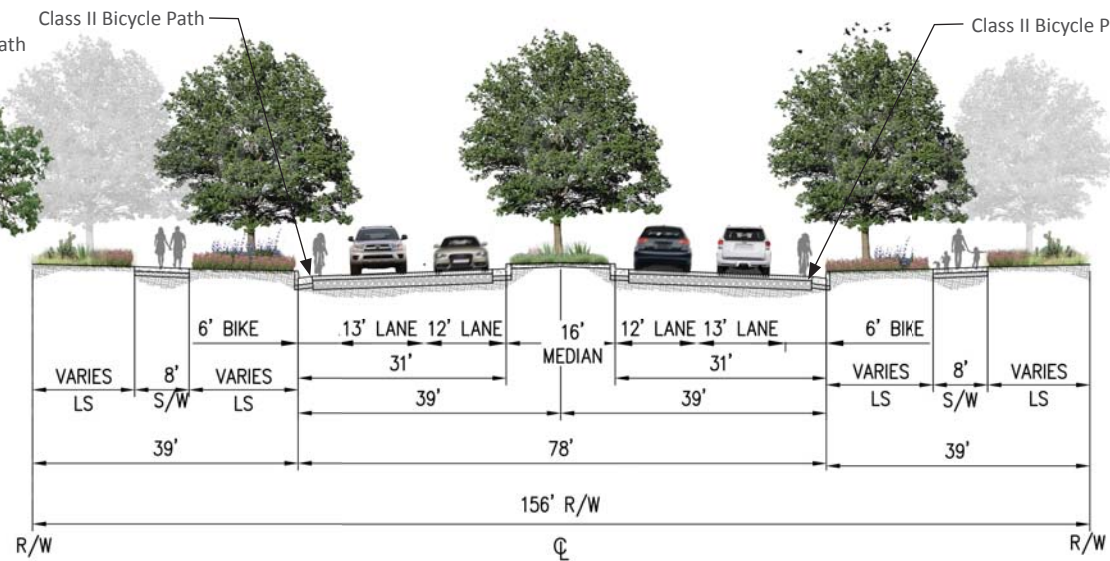 Class II Bicycle Path
ath
Class II Bicycle P
6' BIKE
13' LANE
12' LANE
16'
MEDIAN
12' LANE
13' LANE
6' BIKE
31'
31'
VARIES
LS
8'
S/W
VARIES
LS
39'
39'
VARIES
LS
8'
S/W
VARIES
LS
39'
78'
39'
156' R/W
R/W
℄
R/W